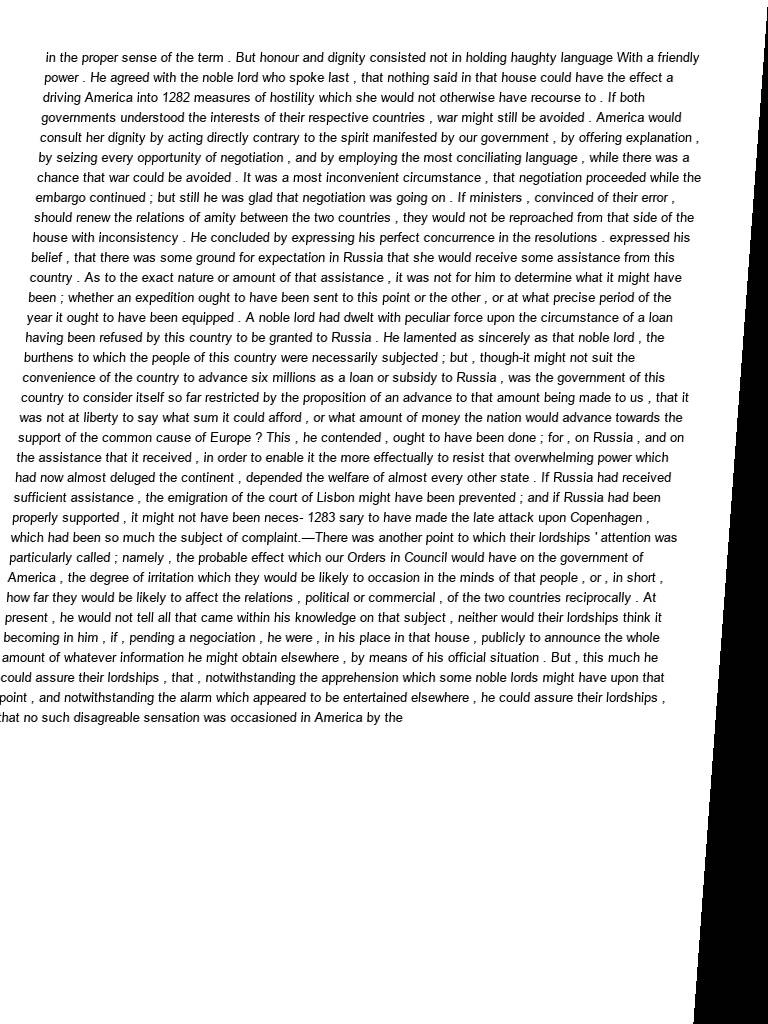 in the proper sense of the term . But honour and dignity consisted not in holding haughty language With a friendly
power . He agreed with the noble lord who spoke last , that nothing said in that house could have the effect a
driving America into 1282 measures of hostility which she would not otherwise have recourse to . If both
governments understood the interests of their respective countries , war might still be avoided . America would
consult her dignity by acting directly contrary to the spirit manifested by our government , by offering explanation ,
by seizing every opportunity of negotiation , and by employing the most conciliating language , while there was a
chance that war could be avoided . It was a most inconvenient circumstance , that negotiation proceeded while the
embargo continued ; but still he was glad that negotiation was going on . If ministers , convinced of their error ,
should renew the relations of amity between the two countries , they would not be reproached from that side of the
house with inconsistency . He concluded by expressing his perfect concurrence in the resolutions . expressed his
belief , that there was some ground for expectation in Russia that she would receive some assistance from this
country . As to the exact nature or amount of that assistance , it was not for him to determine what it might have
been ; whether an expedition ought to have been sent to this point or the other , or at what precise period of the
year it ought to have been equipped . A noble lord had dwelt with peculiar force upon the circumstance of a loan
having been refused by this country to be granted to Russia . He lamented as sincerely as that noble lord , the
burthens to which the people of this country were necessarily subjected ; but , though-it might not suit the
convenience of the country to advance six millions as a loan or subsidy to Russia , was the government of this
country to consider itself so far restricted by the proposition of an advance to that amount being made to us , that it
was not at liberty to say what sum it could afford , or what amount of money the nation would advance towards the
support of the common cause of Europe ? This , he contended , ought to have been done ; for , on Russia , and on
the assistance that it received , in order to enable it the more effectually to resist that overwhelming power which
had now almost deluged the continent , depended the welfare of almost every other state . If Russia had received
sufficient assistance , the emigration of the court of Lisbon might have been prevented ; and if Russia had been
properly supported , it might not have been neces- 1283 sary to have made the late attack upon Copenhagen ,
which had been so much the subject of complaint.—There was another point to which their lordships ' attention was
particularly called ; namely , the probable effect which our Orders in Council would have on the government of
America , the degree of irritation which they would be likely to occasion in the minds of that people , or , in short ,
how far they would be likely to affect the relations , political or commercial , of the two countries reciprocally . At
present , he would not tell all that came within his knowledge on that subject , neither would their lordships think it
becoming in him , if , pending a negociation , he were , in his place in that house , publicly to announce the whole
amount of whatever information he might obtain elsewhere , by means of his official situation . But , this much he
could assure their lordships , that , notwithstanding the apprehension which some noble lords might have upon that
point , and notwithstanding the alarm which appeared to be entertained elsewhere , he could assure their lordships ,
that no such disagreable sensation was occasioned in America by the